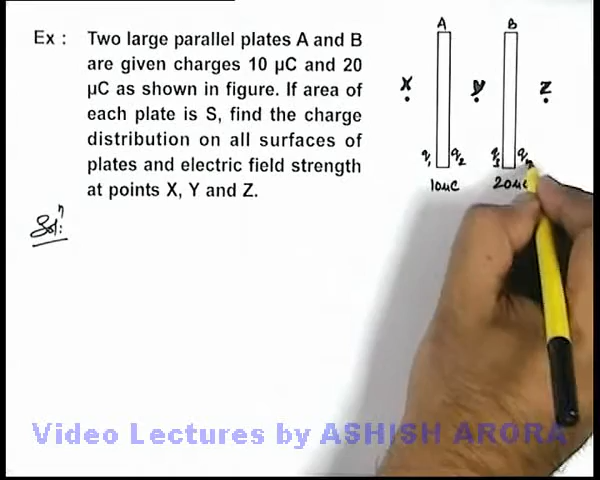 Ex : Two large parallel plates A and B
are given charges 10 µC and 20
µC as shown in figure. If area of
each plate is S, find the charge
distribution on all surfaces of
plates and electric field strength
at points X, Y and Z.
Solⁿ:
A B
X Y Z
q₁ q₂ q₃
10µC 20µC
Video Lectures by ASHISH ARORA